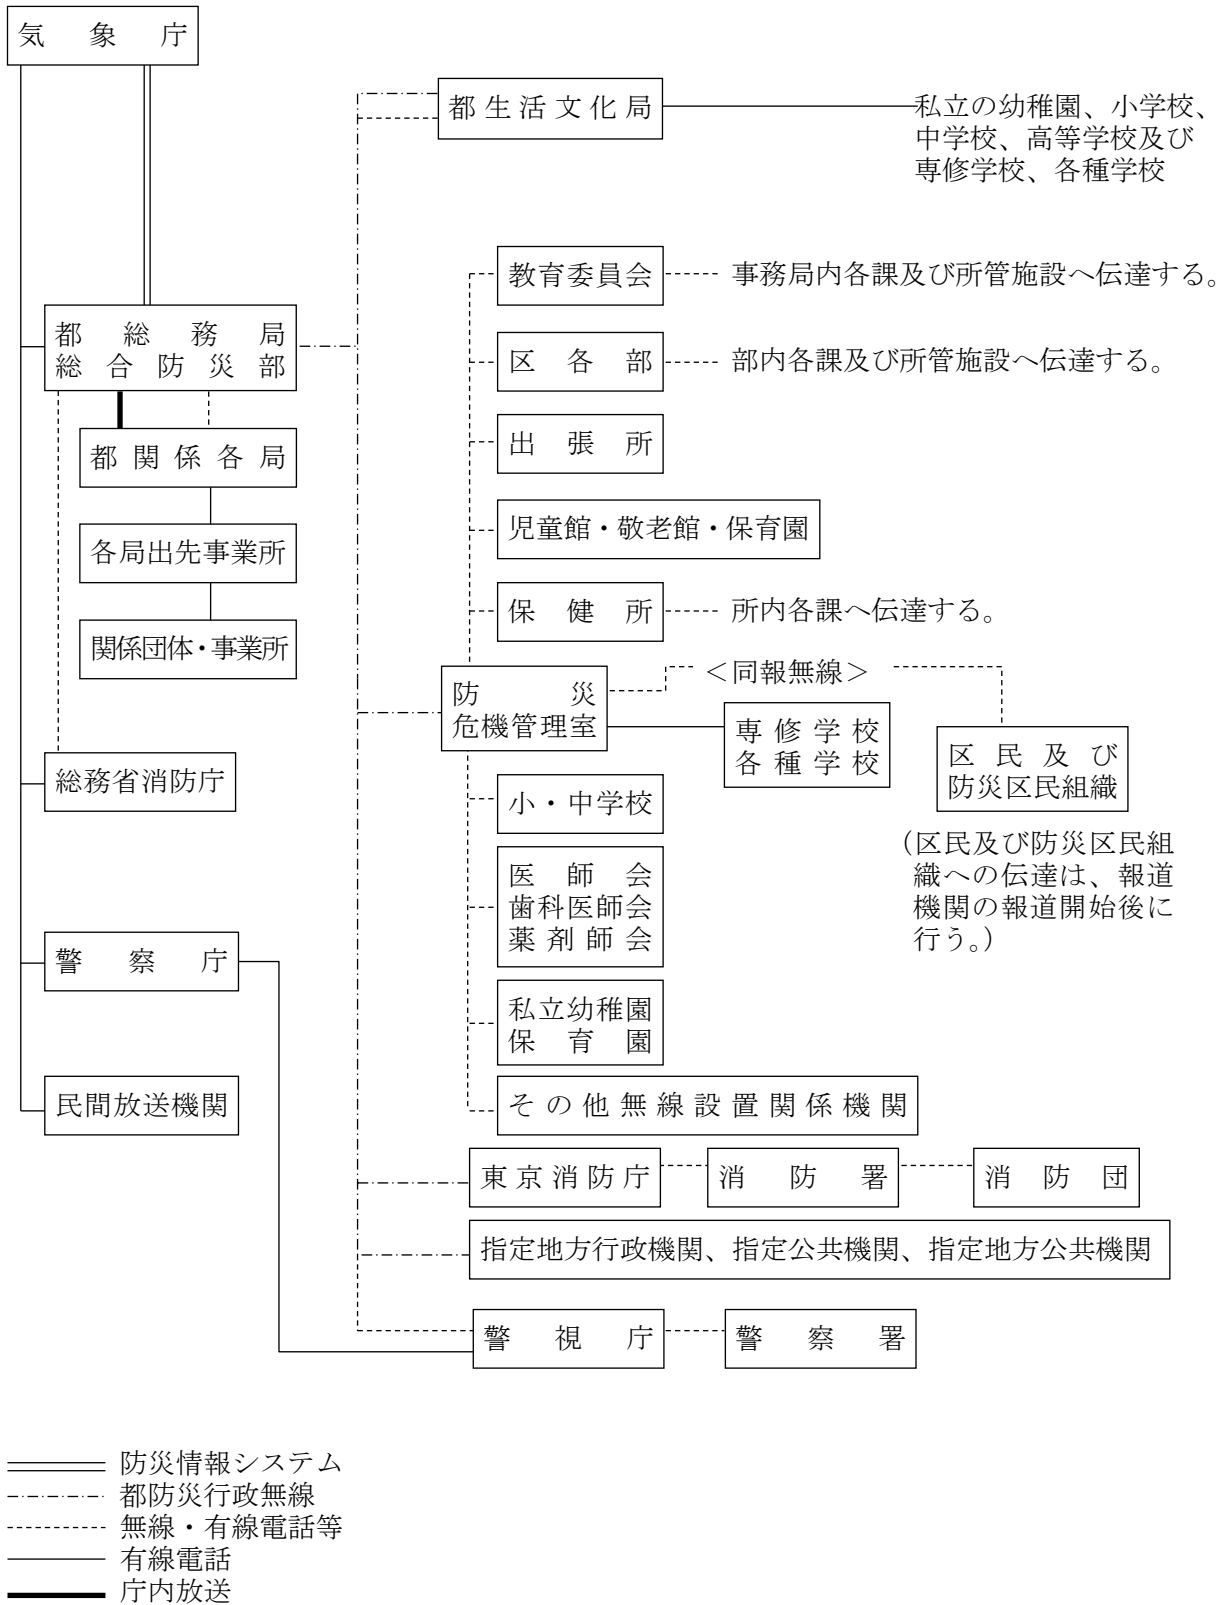 気象庁
都生活文化局
私立の幼稚園、小学校、
中学校、高等学校及び
専修学校、各種学校
教育委員会
事務局内各課及び所管施設へ伝達する。
都総務局
総合防災部
区各部
部内各課及び所管施設へ伝達する。
都関係各局
出張所
各局出先事業所
児童館・敬老館・保育園
関係団体・事業所
保健所
所内各課へ伝達する。
防災
危機管理室
<同報無線>
専修学校
各種学校
区民及び
防災区民組織
(区民及び防災区民組
織への伝達は、報道
機関の報道開始後に
行う。)
総務省消防庁
小・中学校
医師会
歯科医師会
薬剤師会
警察庁
私立幼稚園
保育園
民間放送機関
その他無線設置関係機関
東京消防庁
消防署
消防団
指定地方行政機関、指定公共機関、指定地方公共機関
警視庁
警察署
防災情報システム
都防災行政無線
無線・有線電話等
有線電話
庁内放送